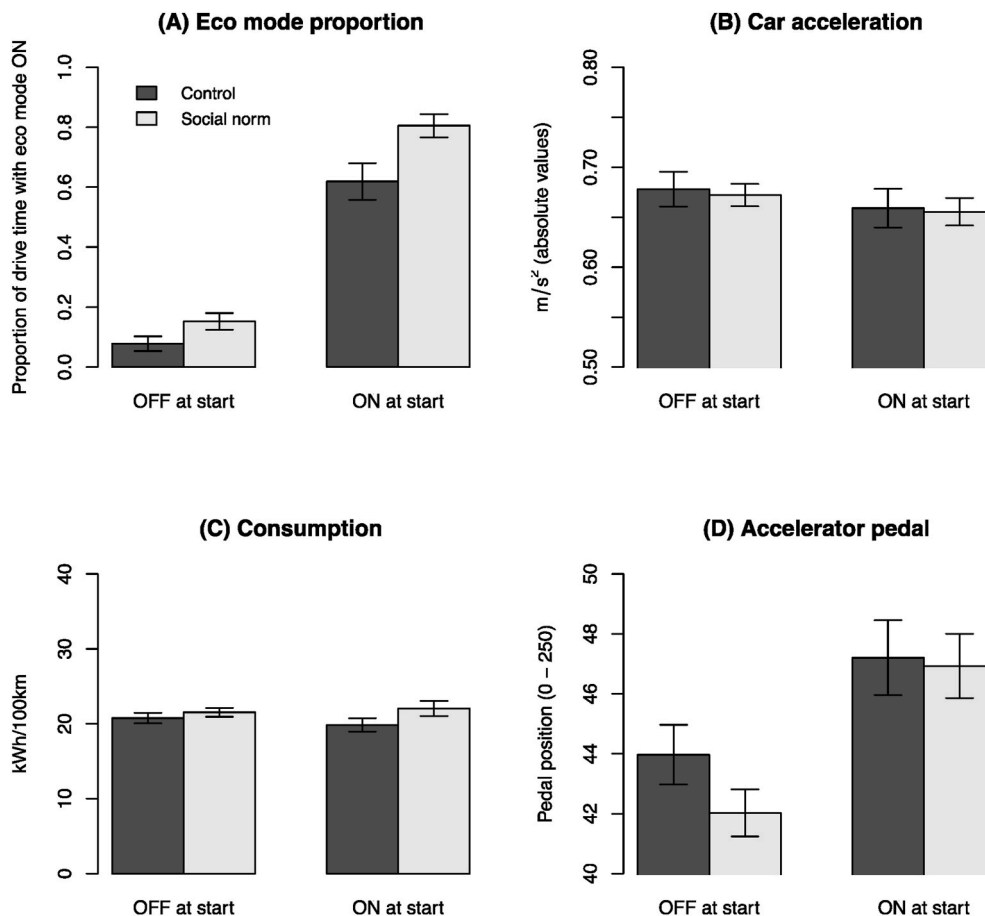 (A) Eco mode proportion
Proportion of drive time with eco mode ON
1.0
0.8
0.6
0.4
0.2
0.0
Control
Social norm
OFF at start
ON at start
(B) Car acceleration
m/s² (absolute values)
0.80
0.70
0.60
0.50
OFF at start
ON at start
(C) Consumption
kWh/100km
40
30
20
10
0
OFF at start
ON at start
(D) Accelerator pedal
Pedal position (0 – 250)
50
48
46
44
42
40
OFF at start
ON at start